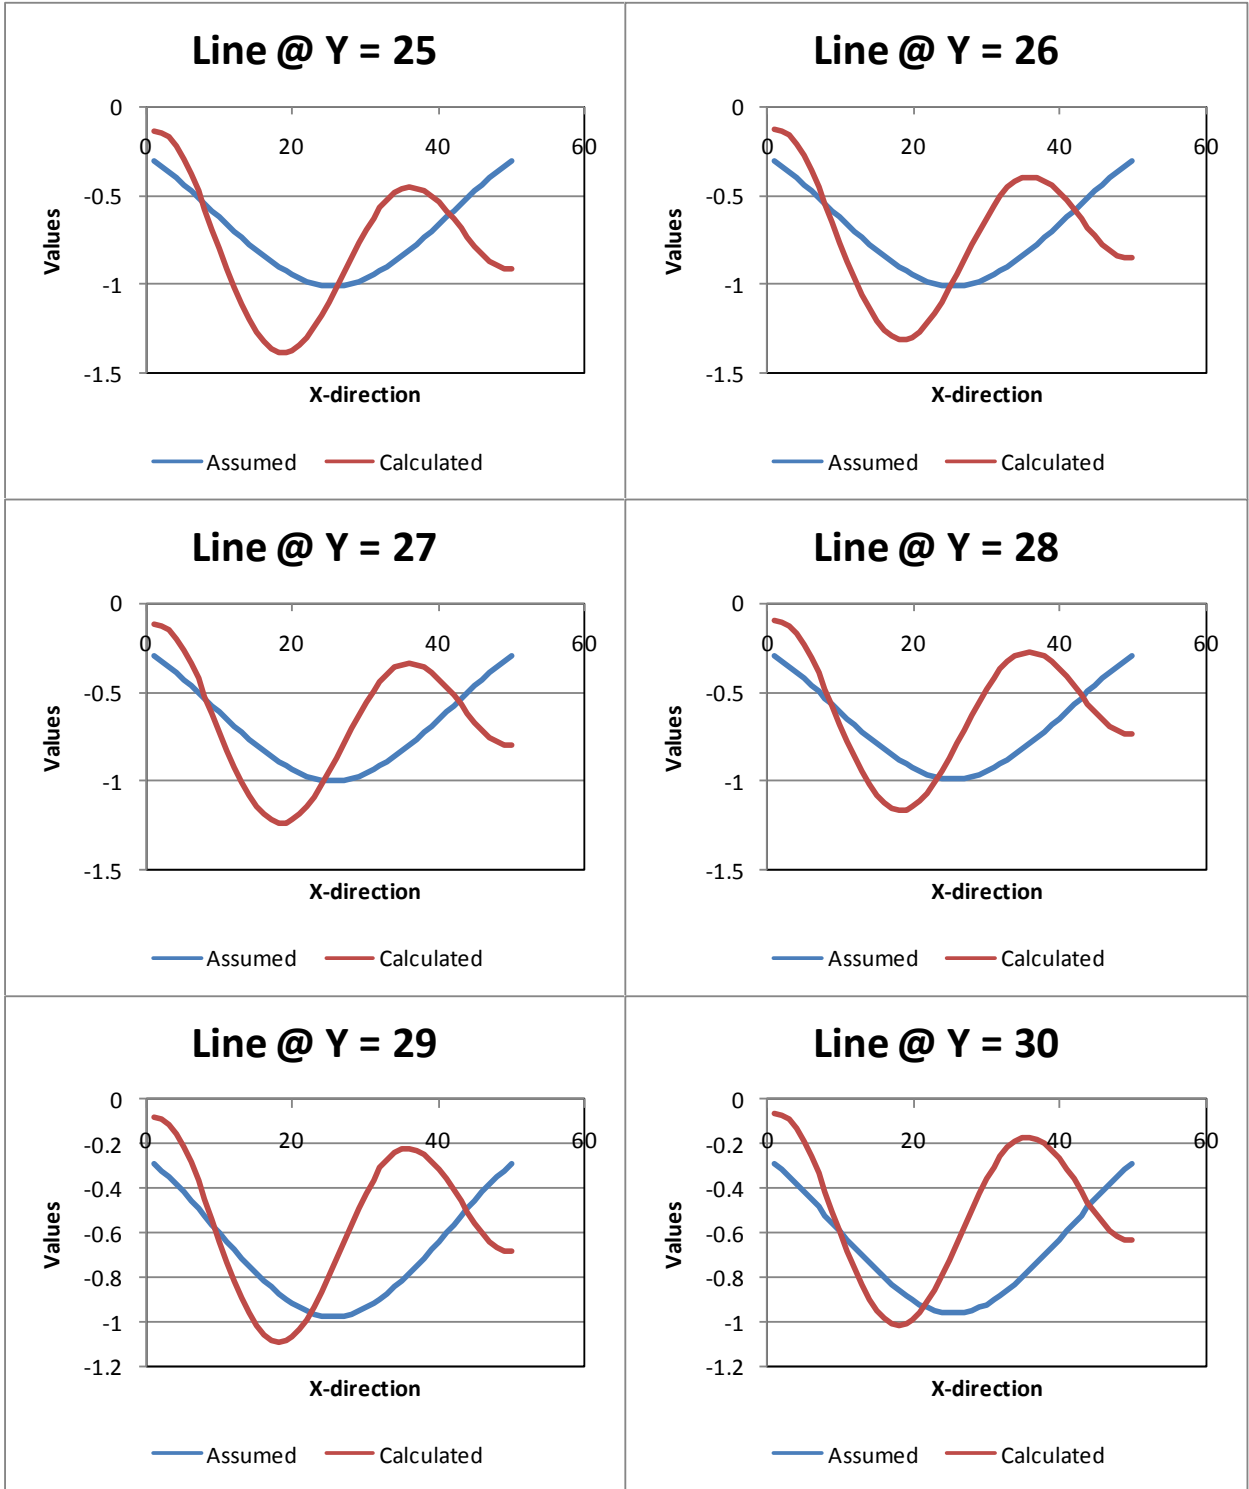 Line @ Y = 25
0
0 20 40 60
-0.5
-1
-1.5
Values
X-direction
Assumed Calculated
Line @ Y = 26
0
0 20 40 60
-0.5
-1
-1.5
Values
X-direction
Assumed Calculated
Line @ Y = 27
0
0 20 40 60
-0.5
-1
-1.5
Values
X-direction
Assumed Calculated
Line @ Y = 28
0
0 20 40 60
-0.5
-1
-1.5
Values
X-direction
Assumed Calculated
Line @ Y = 29
0
0 20 40 60
-0.2
-0.4
-0.6
-0.8
-1
-1.2
Values
X-direction
Assumed Calculated
Line @ Y = 30
0
0 20 40 60
-0.2
-0.4
-0.6
-0.8
-1
-1.2
Values
X-direction
Assumed Calculated